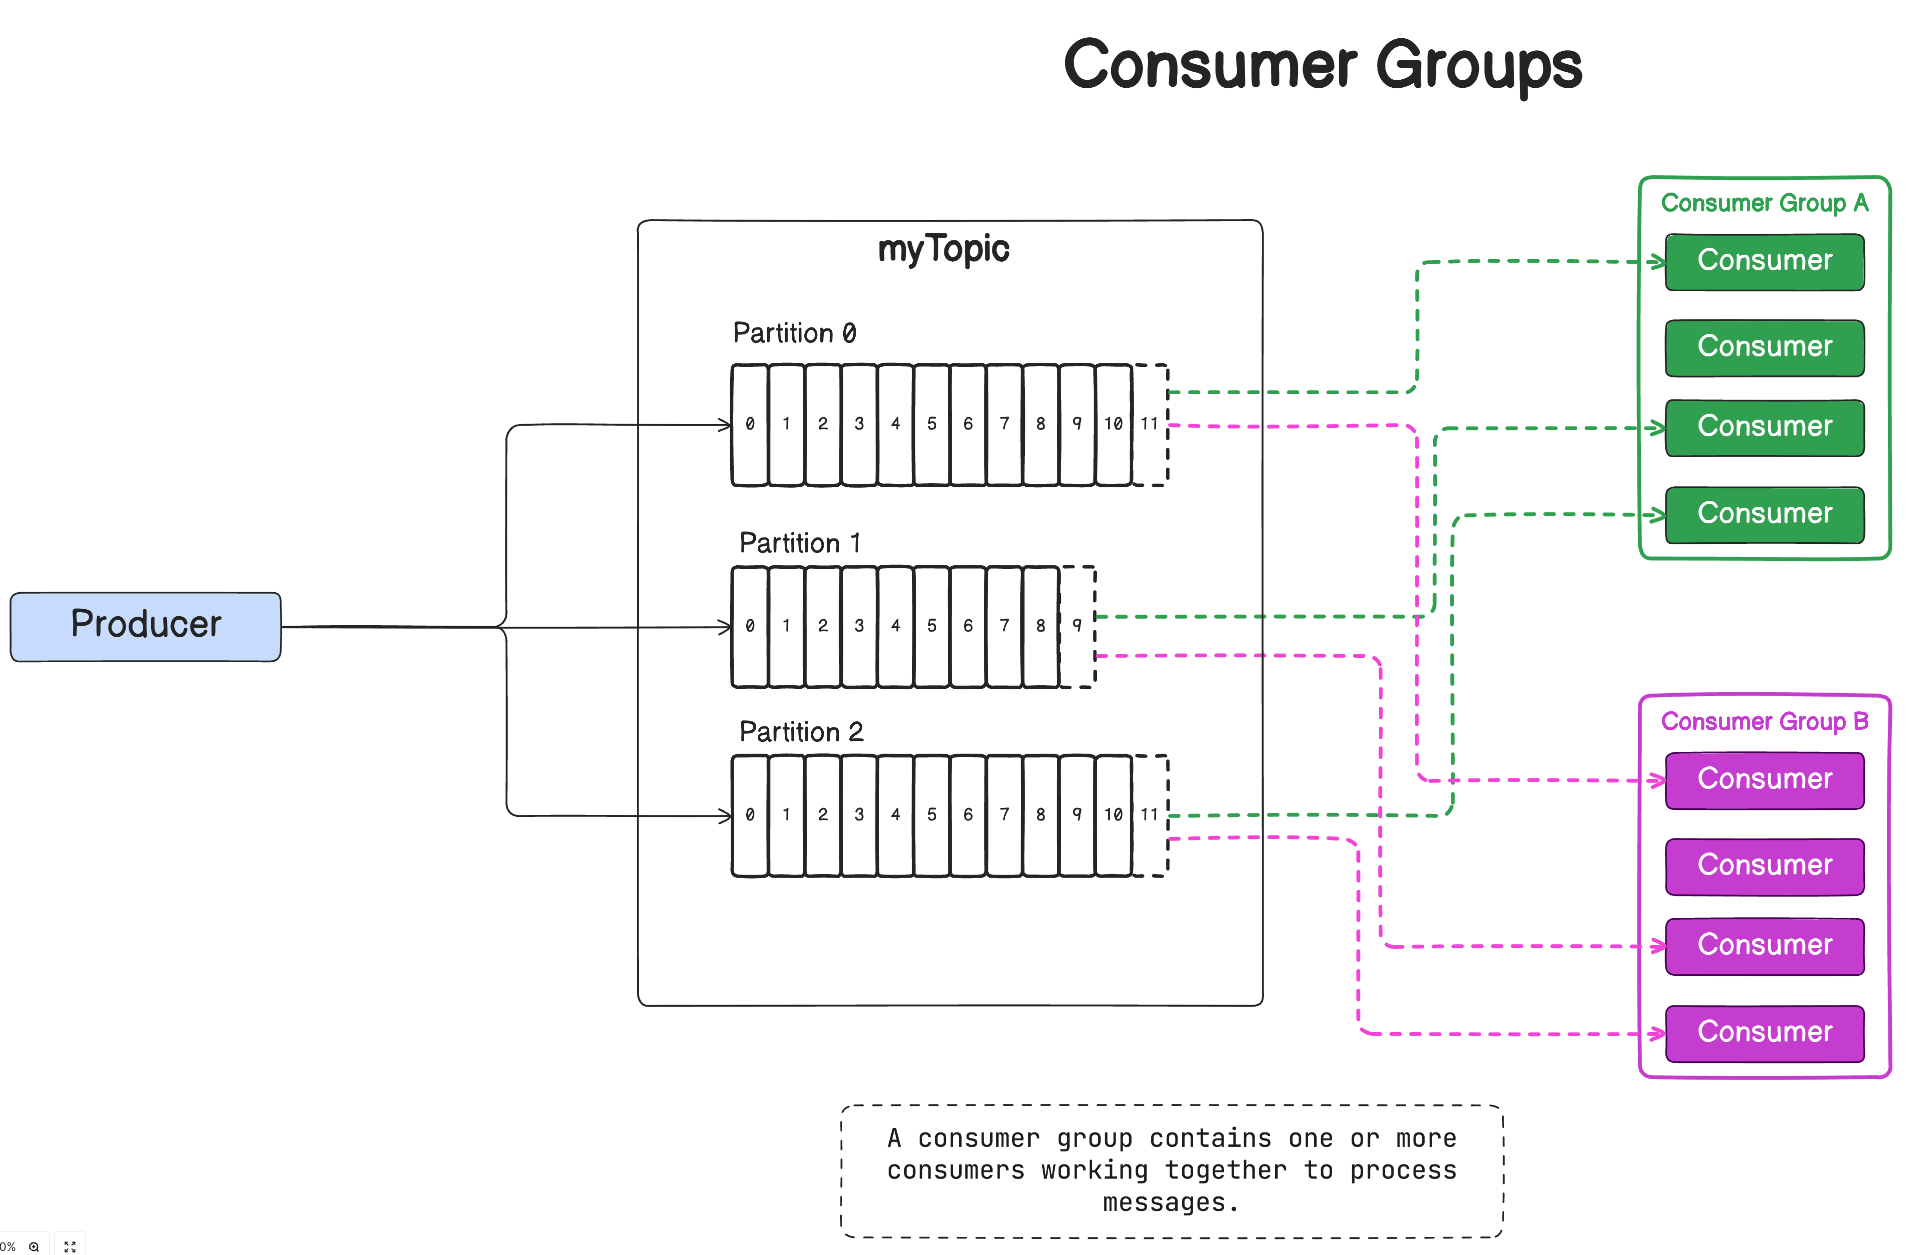 Consumer Groups
Consumer Group A
Consumer
Consumer
Consumer
Consumer
myTopic
Partition 0
0 1 2 3 4 5 6 7 8 9 10 11
Partition 1
0 1 2 3 4 5 6 7 8 9
Producer
Partition 2
0 1 2 3 4 5 6 7 8 9 10 11
Consumer Group B
Consumer
Consumer
Consumer
Consumer
A consumer group contains one or more
consumers working together to process
messages.
0%